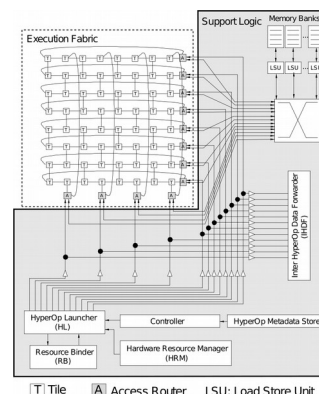 Execution Fabric
Support Logic
Memory Banks
LSU LSU ... LSU
T T T T T T T A
T T T T T T T A
T T T T T T T A
T T T T T T T A
T T T T T T T A
T T T T T T T A
T T T T T T T A
T T T T T T T A
A A A A
Inter HyperOp Data Forwarder
(IHDF)
HyperOp Launcher
(HL)
Controller
HyperOp Metadata Store
Resource Binder
(RB)
Hardware Resource Manager
(HRM)
T Tile A Access Router LSU: Load Store Unit